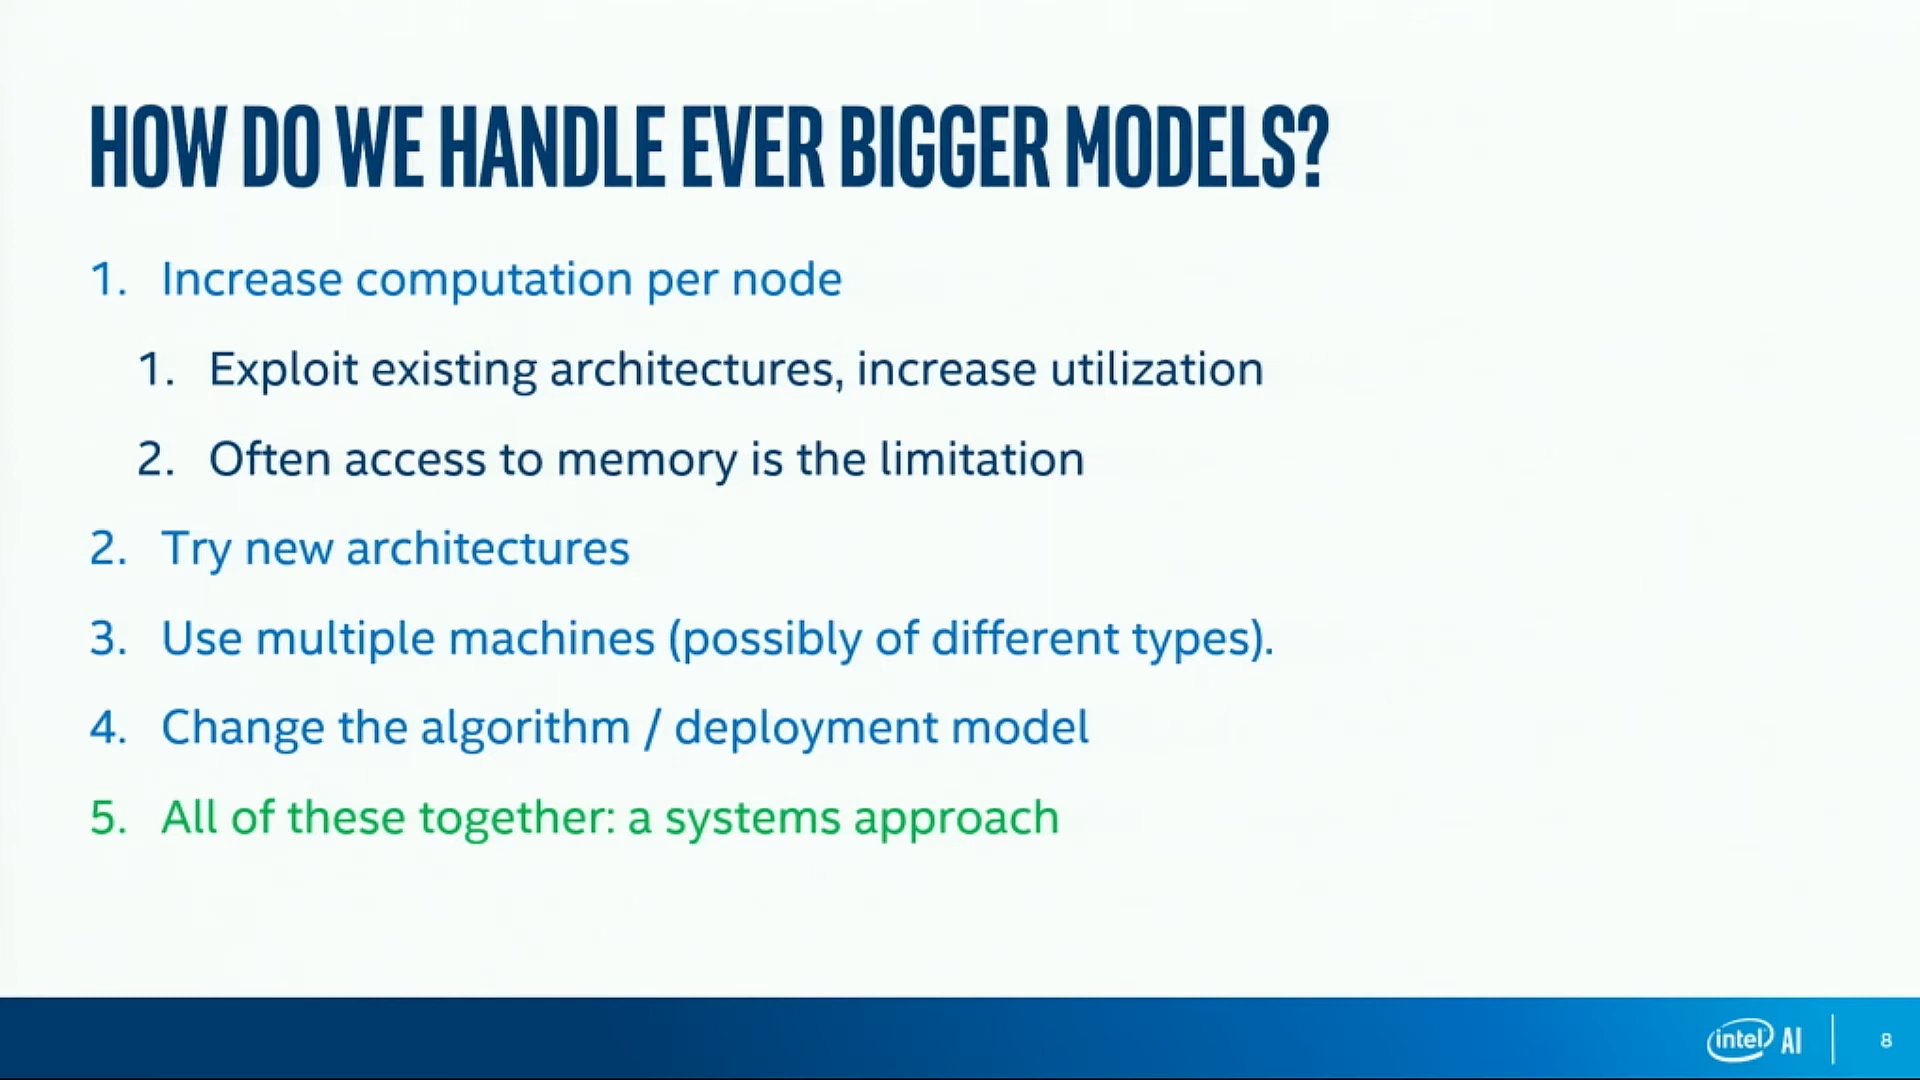 HOW DO WE HANDLE EVER BIGGER MODELS?
1. Increase computation per node
1. Exploit existing architectures, increase utilization
2. Often access to memory is the limitation
2. Try new architectures
3. Use multiple machines (possibly of different types).
4. Change the algorithm / deployment model
5. All of these together: a systems approach
intel AI
8